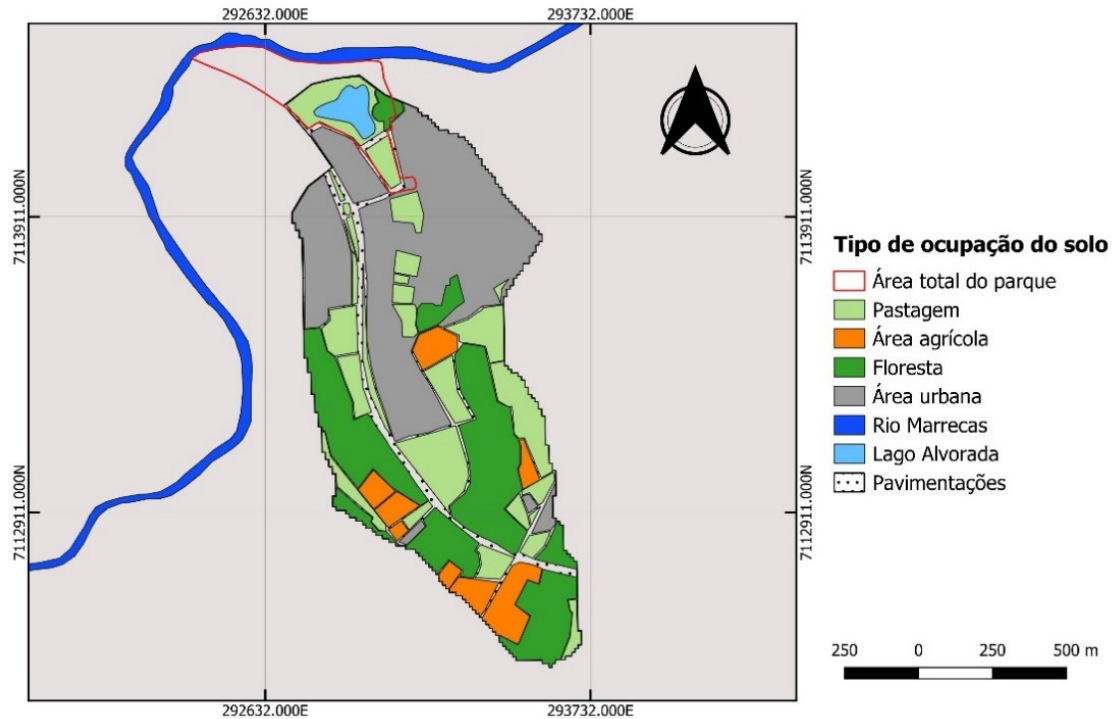 292632.000E
293732.000E
7113911.000N
7113911.000N
Tipo de ocupação do solo
Área total do parque
Pastagem
Área agrícola
Floresta
Área urbana
Rio Marrecas
Lago Alvorada
Pavimentações
7112911.000N
7112911.000N
250 0 250 500 m
292632.000E
293732.000E